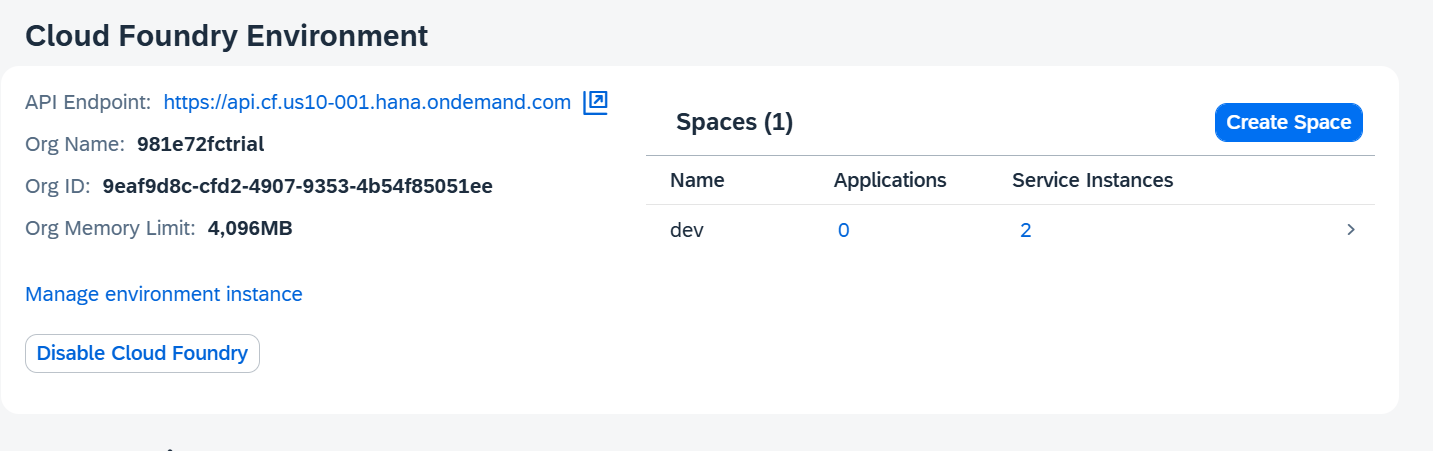 Cloud Foundry Environment
API Endpoint: https://api.cf.us10-001.hana.ondemand.com
Org Name: 981e72fctrial
Org ID: 9eaf9d8c-cfd2-4907-9353-4b54f85051ee
Org Memory Limit: 4,096MB
Manage environment instance
Disable Cloud Foundry
Spaces (1)
Create Space
Name Applications Service Instances
dev 0 2